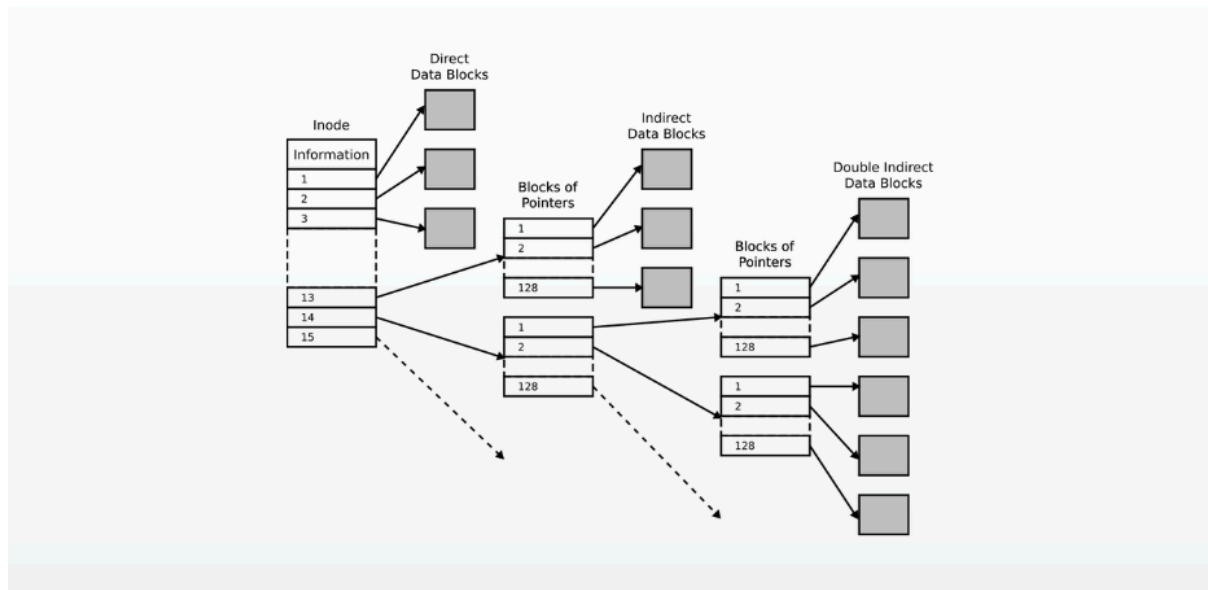 Direct
Data Blocks
Inode
Information
1
2
3
13
14
15
Blocks of
Pointers
1
2
128
1
2
128
Indirect
Data Blocks
Blocks of
Pointers
1
2
128
1
2
128
Double Indirect
Data Blocks